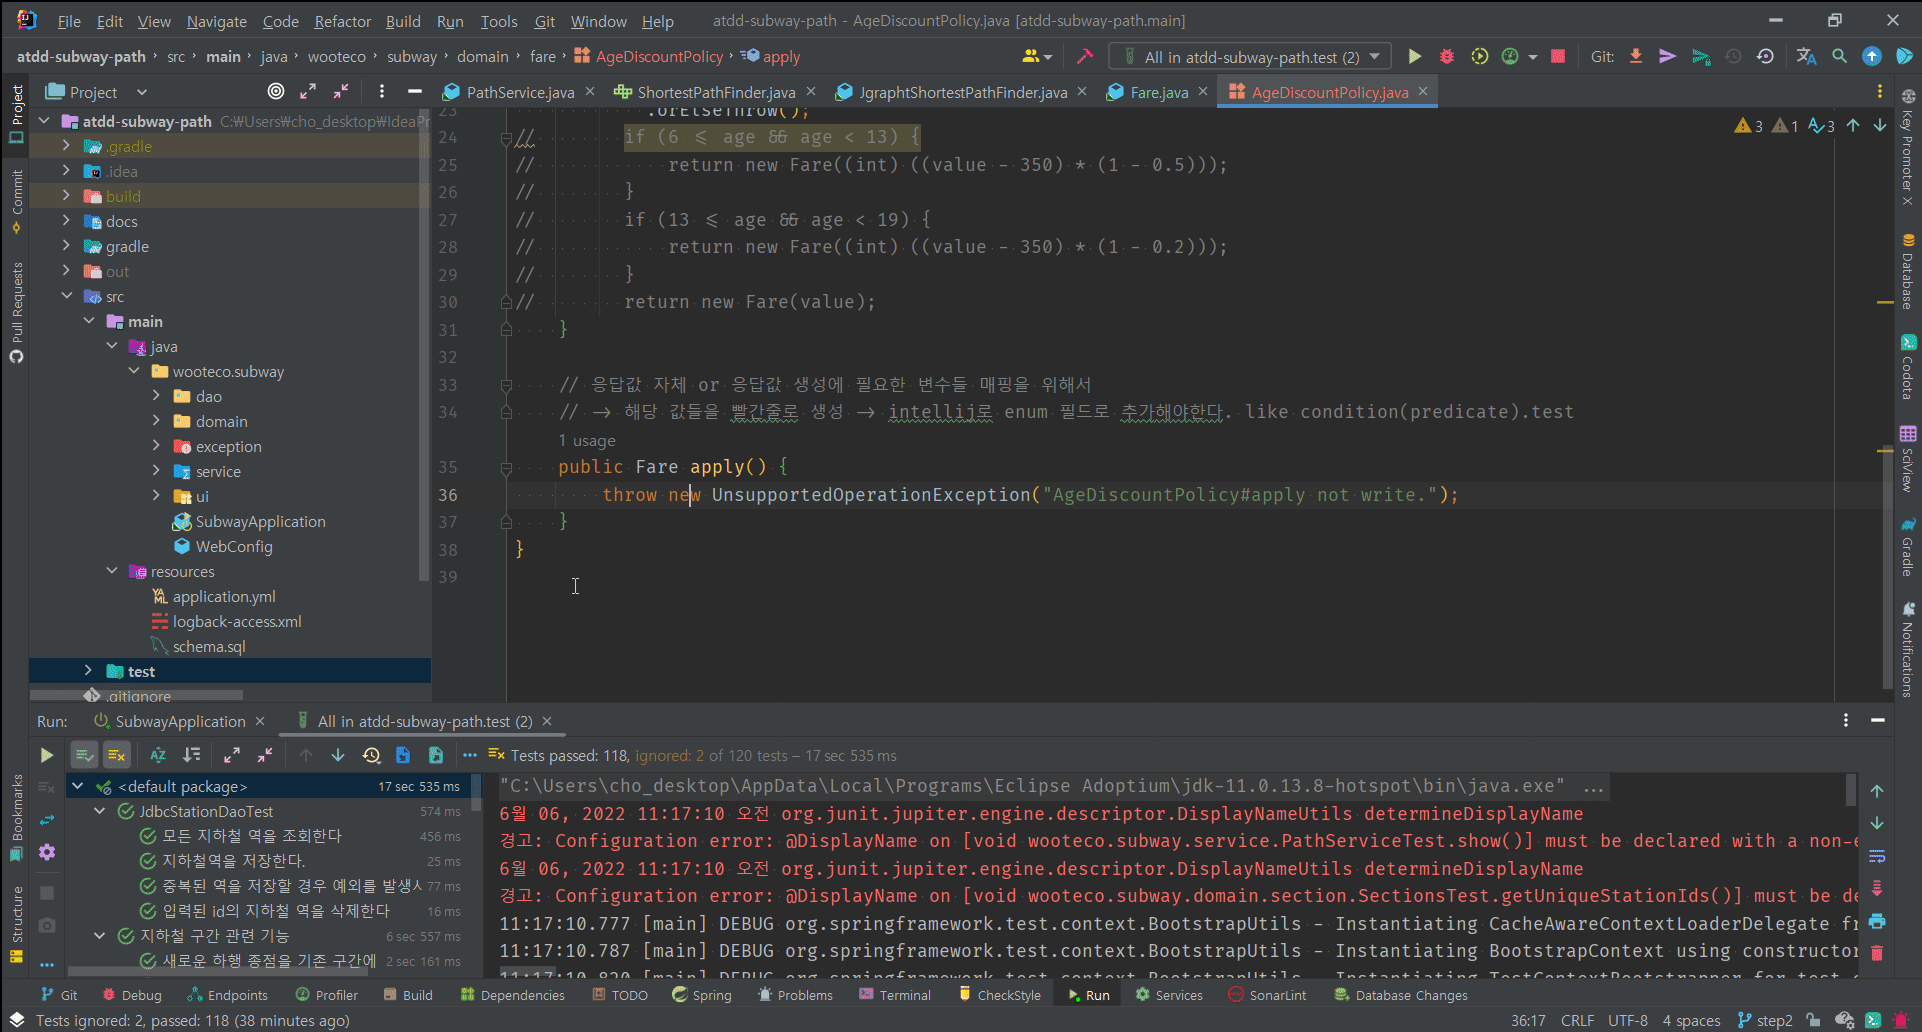 File Edit View Navigate Code Refactor Build Run Tools Git Window Help atdd-subway-path - AgeDiscountPolicy.java [atdd-subway-path.main]
atdd-subway-path › src › main › java › wooteco › subway › domain › fare › AgeDiscountPolicy › apply All in atdd-subway-path.test (2) Git:
Project PathService.java ShortestPathFinder.java JgraphtShortestPathFinder.java Fare.java AgeDiscountPolicy.java
Project
Commit
Pull Requests
Bookmarks
Structure
atdd-subway-path C:₩Users₩cho_desktop₩IdeaPr
.gradle
.idea
build
docs
gradle
out
src
main
java
wooteco.subway
dao
domain
exception
service
ui
SubwayApplication
WebConfig
resources
application.yml
logback-access.xml
schema.sql
test
.gitignore
3 1 3
23 .orElseThrow();
24 // if (6 <= age && age < 13) {
25 // return new Fare((int) ((value - 350) * (1 - 0.5)));
26 // }
27 // if (13 <= age && age < 19) {
28 // return new Fare((int) ((value - 350) * (1 - 0.2)));
29 // }
30 // return new Fare(value);
31 }
32
33 // 응답값 자체 or 응답값 생성에 필요한 변수들 매핑을 위해서
34 // -> 해당 값들을 빨간줄로 생성 -> intellij로 enum 필드로 추가해야한다. like condition(predicate).test
1 usage
35 public Fare apply() {
36 throw new UnsupportedOperationException("AgeDiscountPolicy#apply not write.");
37 }
38 }
39
Key Promoter X
Database
Codota
SciView
Gradle
Notifications
Run: SubwayApplication All in atdd-subway-path.test (2)
Tests passed: 118, ignored: 2 of 120 tests – 17 sec 535 ms
<default package> 17 sec 535 ms
JdbcStationDaoTest 574 ms
모든 지하철 역을 조회한다 456 ms
지하철역을 저장한다. 25 ms
중복된 역을 저장할 경우 예외를 발생시 77 ms
입력된 id의 지하철 역을 삭제한다 16 ms
지하철 구간 관련 기능 6 sec 557 ms
새로운 하행 종점을 기존 구간에 2 sec 161 ms
"C:\Users\cho_desktop\AppData\Local\Programs\Eclipse Adoptium\jdk-11.0.13.8-hotspot\bin\java.exe" ...
6월 06, 2022 11:17:10 오전 org.junit.jupiter.engine.descriptor.DisplayNameUtils determineDisplayName
경고: Configuration error: @DisplayName on [void wooteco.subway.service.PathServiceTest.show()] must be declared with a non-e
6월 06, 2022 11:17:10 오전 org.junit.jupiter.engine.descriptor.DisplayNameUtils determineDisplayName
경고: Configuration error: @DisplayName on [void wooteco.subway.domain.section.SectionsTest.getUniqueStationIds()] must be de
11:17:10.777 [main] DEBUG org.springframework.test.context.BootstrapUtils - Instantiating CacheAwareContextLoaderDelegate fr
11:17:10.787 [main] DEBUG org.springframework.test.context.BootstrapUtils - Instantiating BootstrapContext using constructor
11:17:10.820 [main] DEBUG org.springframework.test.context.BootstrapUtils - Instantiating TestContextBootstrapper for test
Git Debug Endpoints Profiler Build Dependencies TODO Spring Problems Terminal CheckStyle Run Services SonarLint Database Changes
Tests ignored: 2, passed: 118 (38 minutes ago) 36:17 CRLF UTF-8 4 spaces step2